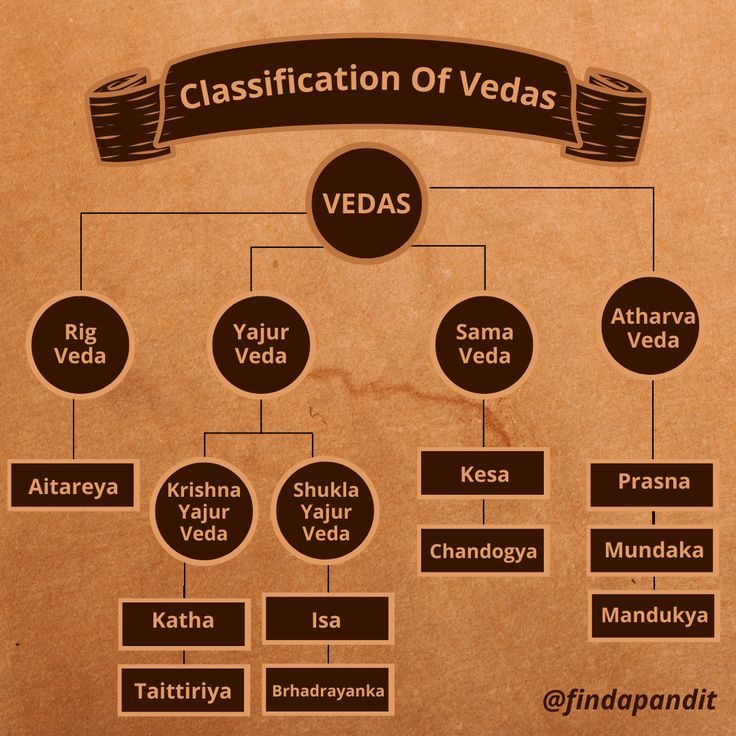 Classification Of Vedas
VEDAS
Rig
Veda
Yajur
Veda
Sama
Veda
Atharva
Veda
Aitareya
Krishna
Yajur
Veda
Shukla
Yajur
Veda
Kesa
Chandogya
Prasna
Mundaka
Mandukya
Katha
Taittiriya
Isa
Brhadrayanka
@findapandit